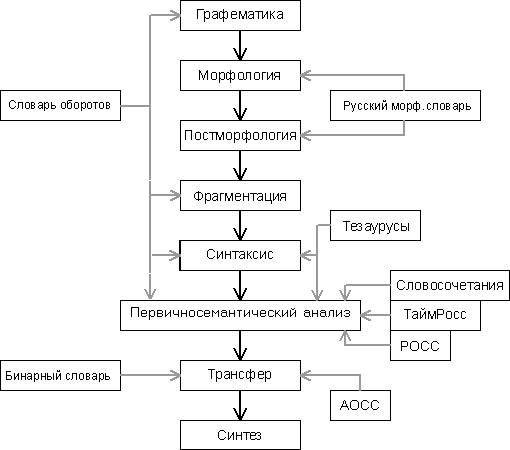 Графематика
Морфология
Словарь оборотов
Русский морф.словарь
Постморфология
Фрагментация
Тезаурусы
Синтаксис
Словосочетания
Первичносемантический анализ
ТаймРосс
РОСС
Бинарный словарь
Трансфер
АОСС
Синтез